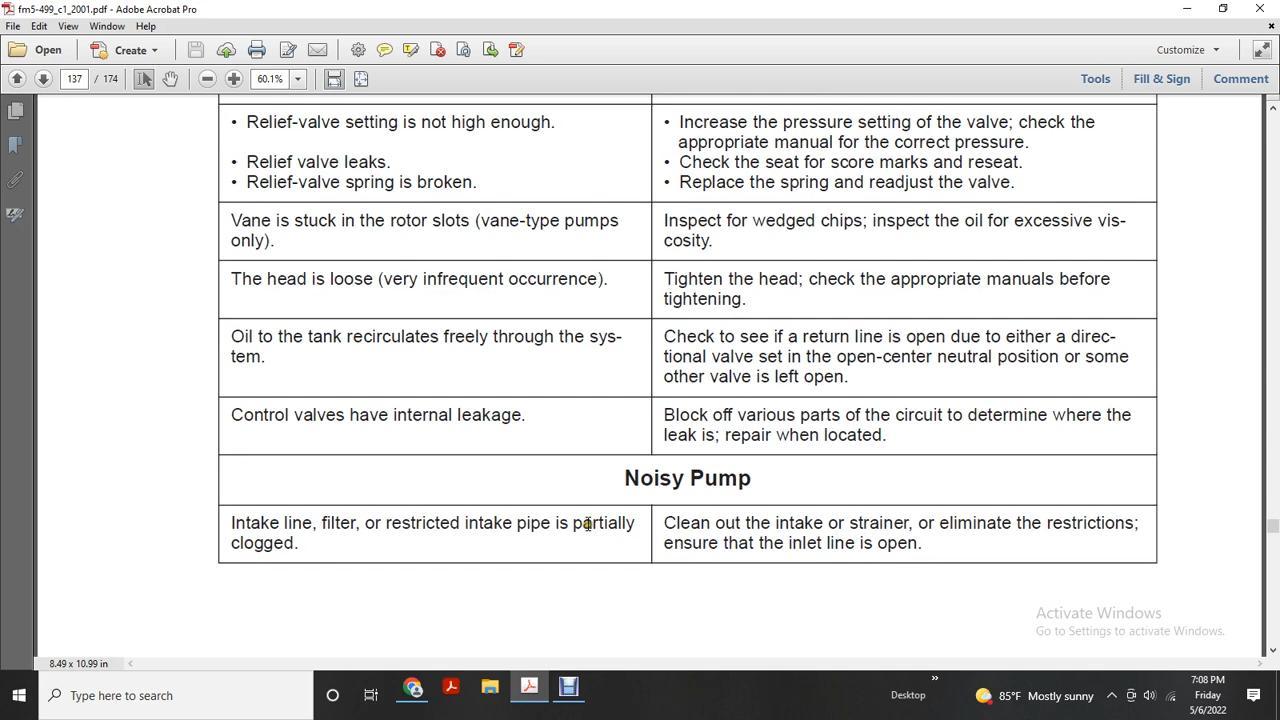 fm5-499_c1_2001.pdf - Adobe Acrobat Pro
File Edit View Window Help
Open Create Customize
137 / 174 60.1% Tools Fill & Sign Comment
• Relief-valve setting is not high enough.
• Relief valve leaks.
• Relief-valve spring is broken.
• Increase the pressure setting of the valve; check the
appropriate manual for the correct pressure.
• Check the seat for score marks and reseat.
• Replace the spring and readjust the valve.
Vane is stuck in the rotor slots (vane-type pumps
only).
Inspect for wedged chips; inspect the oil for excessive vis-
cosity.
The head is loose (very infrequent occurrence).
Tighten the head; check the appropriate manuals before
tightening.
Oil to the tank recirculates freely through the sys-
tem.
Check to see if a return line is open due to either a direc-
tional valve set in the open-center neutral position or some
other valve is left open.
Control valves have internal leakage.
Block off various parts of the circuit to determine where the
leak is; repair when located.
Noisy Pump
Intake line, filter, or restricted intake pipe is partially
clogged.
Clean out the intake or strainer, or eliminate the restrictions;
ensure that the inlet line is open.
Activate Windows
Go to Settings to activate Windows.
8.49 x 10.99 in
Type here to search
Desktop
85°F Mostly sunny
7:08 PM
Friday
5/6/2022